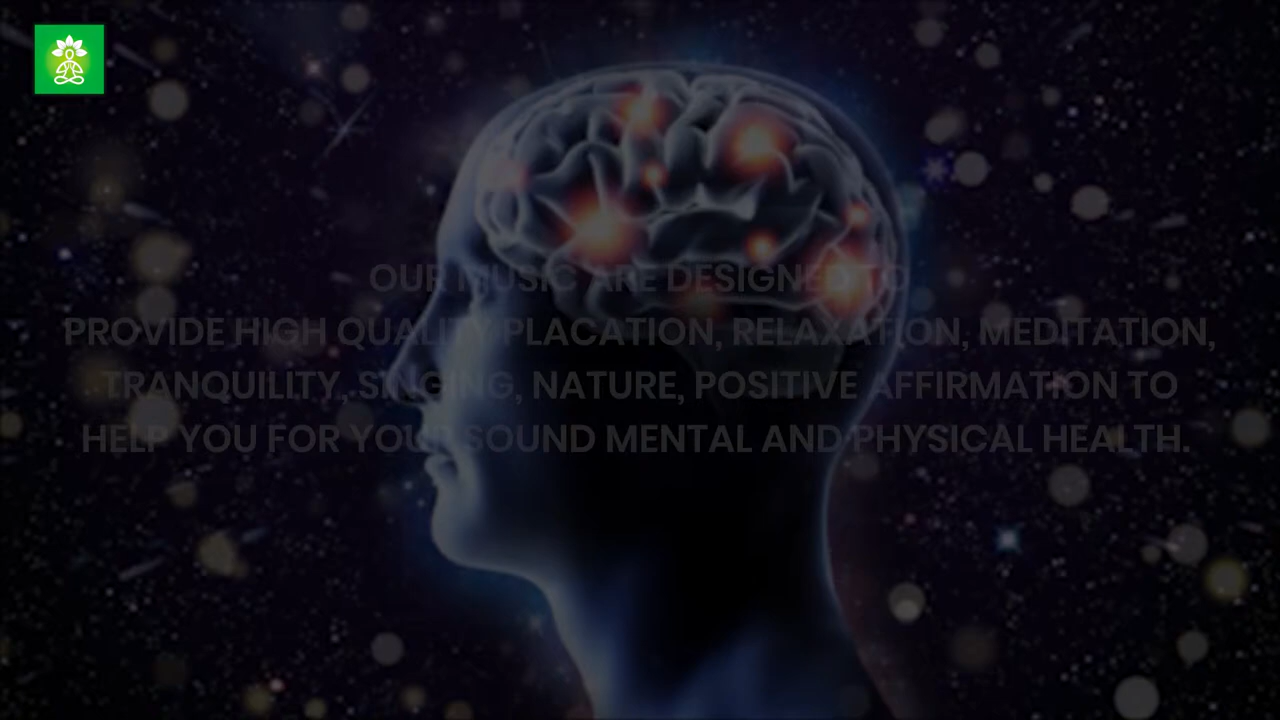 OUR MUSIC ARE DESIGNED TO
PROVIDE HIGH QUALITY PLACATION, RELAXATION, MEDITATION,
TRANQUILITY, SINGING, NATURE, POSITIVE AFFIRMATION TO
HELP YOU FOR YOUR SOUND MENTAL AND PHYSICAL HEALTH.